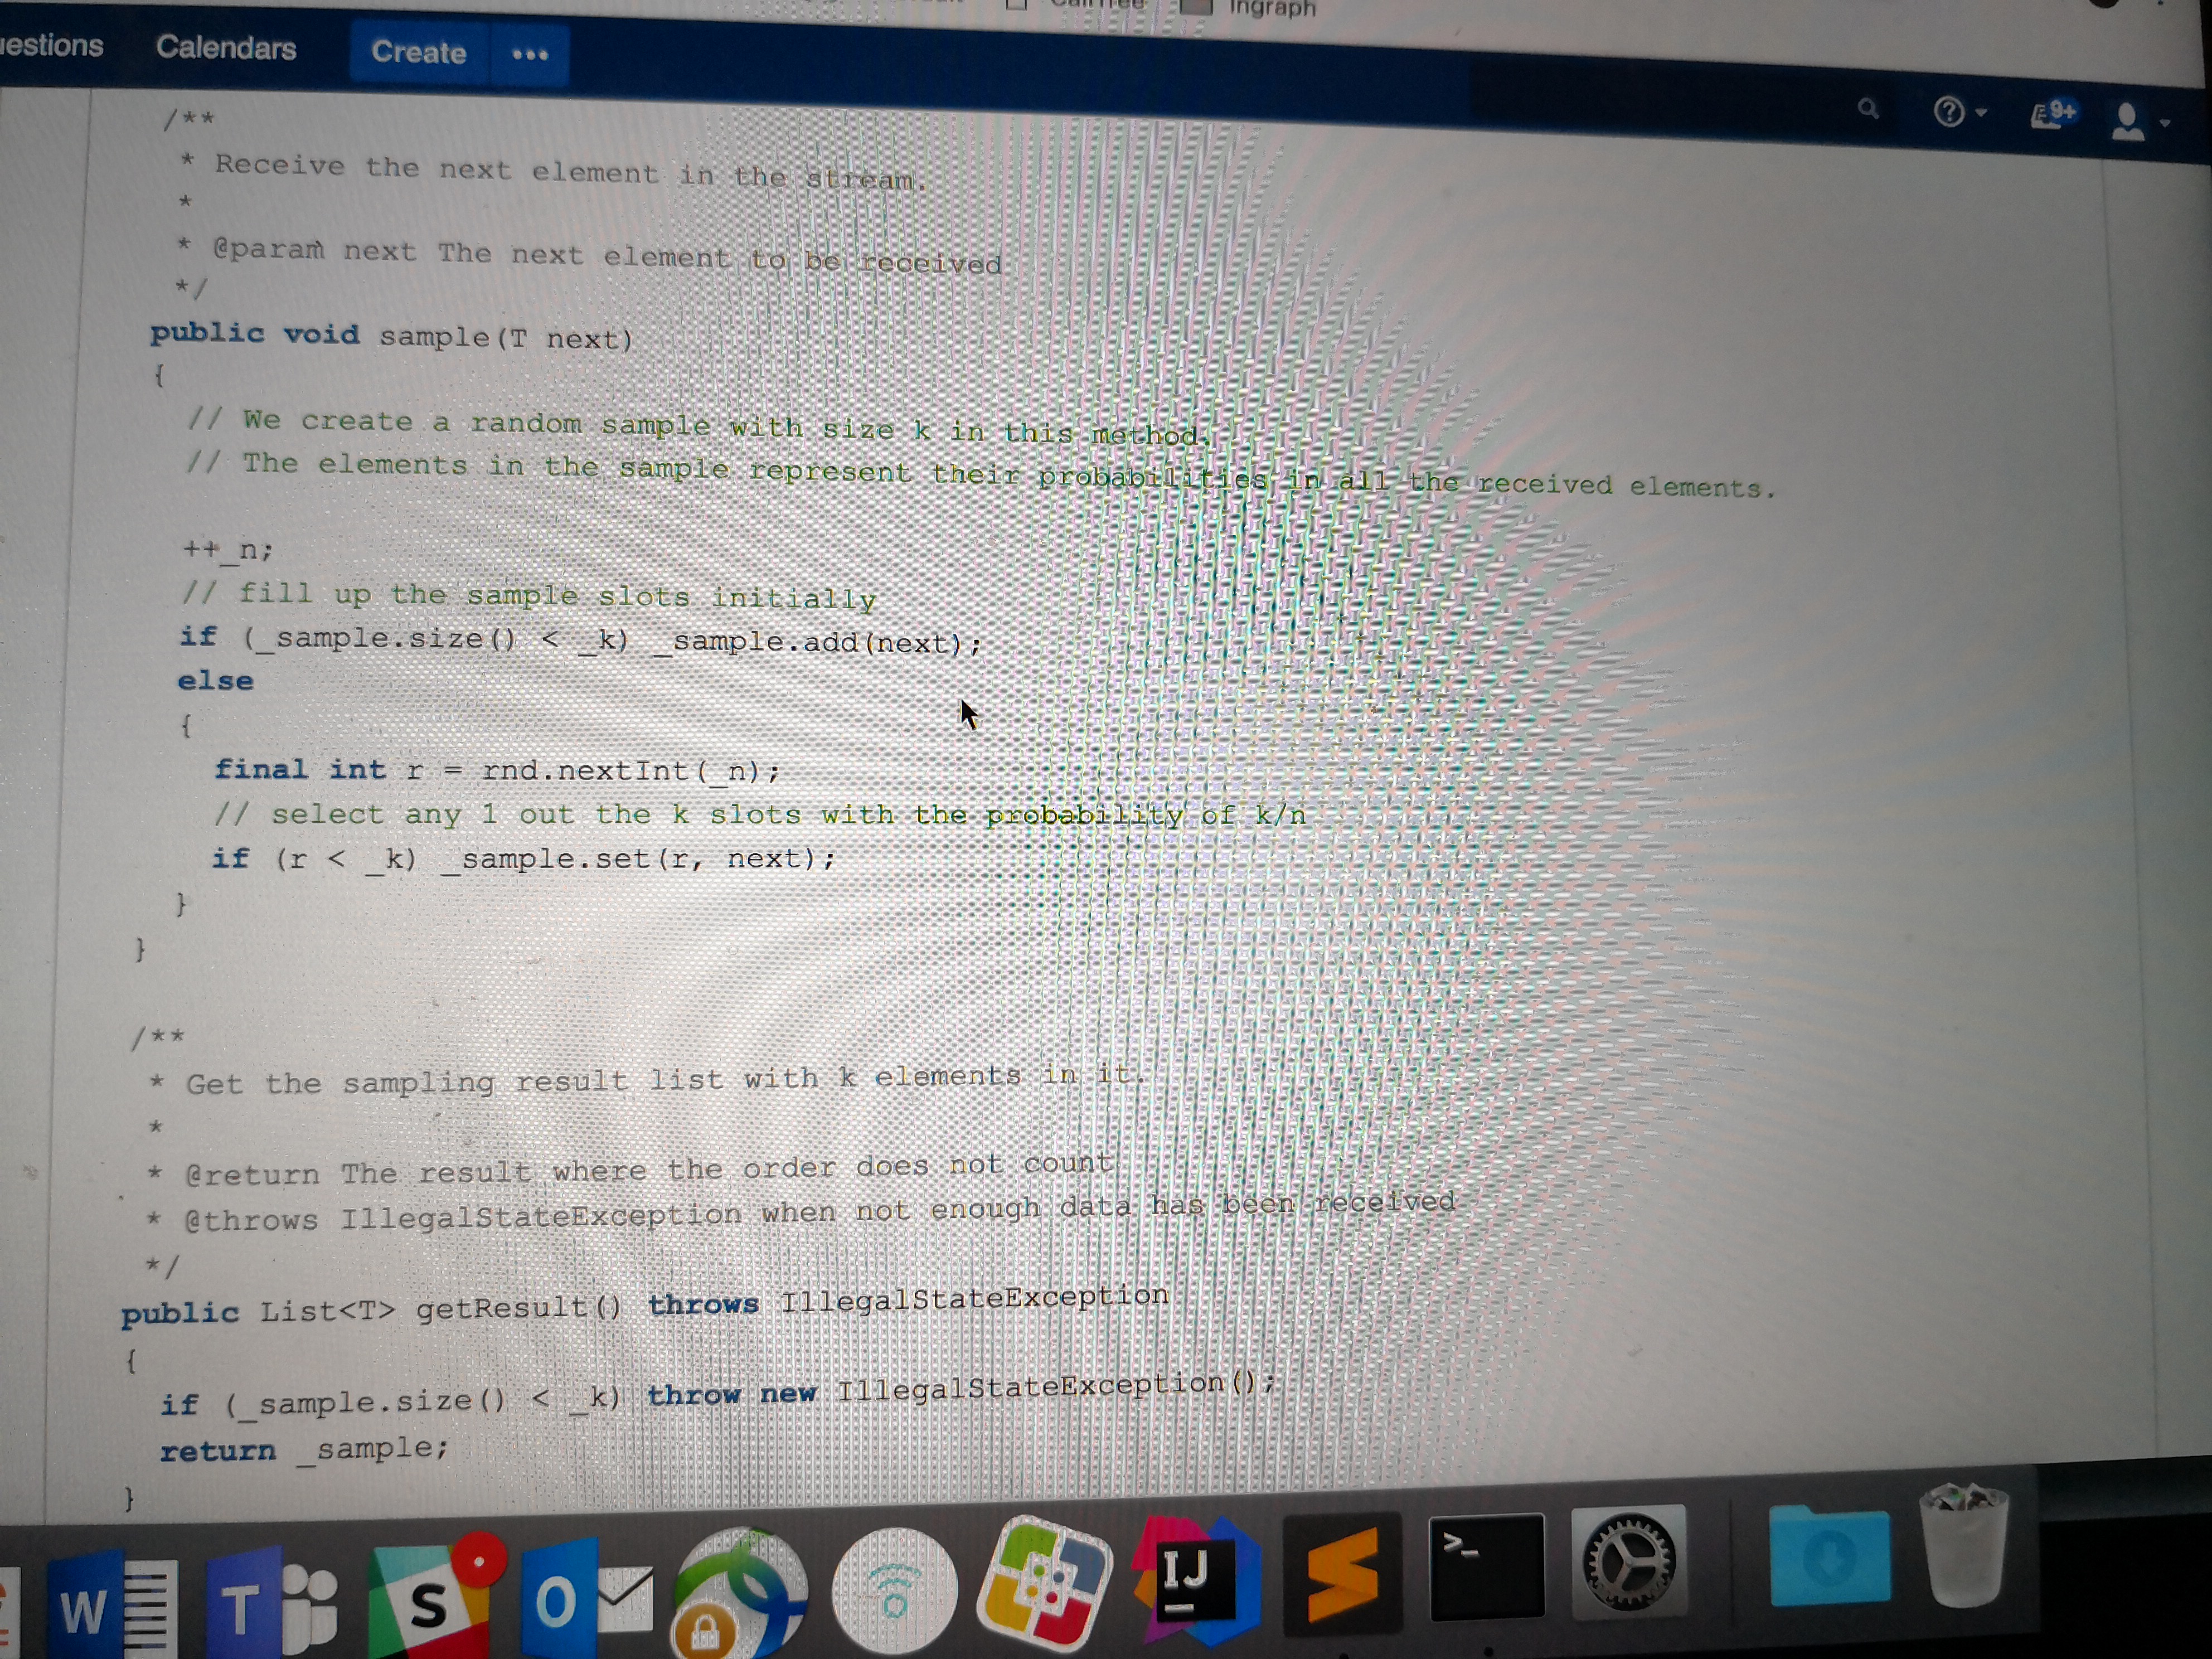 Ingraph
Calendars Create •••
9+
/**
* Receive the next element in the stream.
*
* @param next The next element to be received
*/
public void sample(T next)
{
// We create a random sample with size k in this method.
// The elements in the sample represent their probabilities in all the received elements.
++_n;
// fill up the sample slots initially
if (_sample.size() < _k) _sample.add(next);
else
{
final int r = rnd.nextInt(_n);
// select any 1 out the k slots with the probability of k/n
if (r < _k) _sample.set(r, next);
}
}
/**
* Get the sampling result list with k elements in it.
*
* @return The result where the order does not count
* @throws IllegalStateException when not enough data has been received
*/
public List<T> getResult() throws IllegalStateException
{
if (_sample.size() < _k) throw new IllegalStateException();
return _sample;
}
W T S O IJ >_